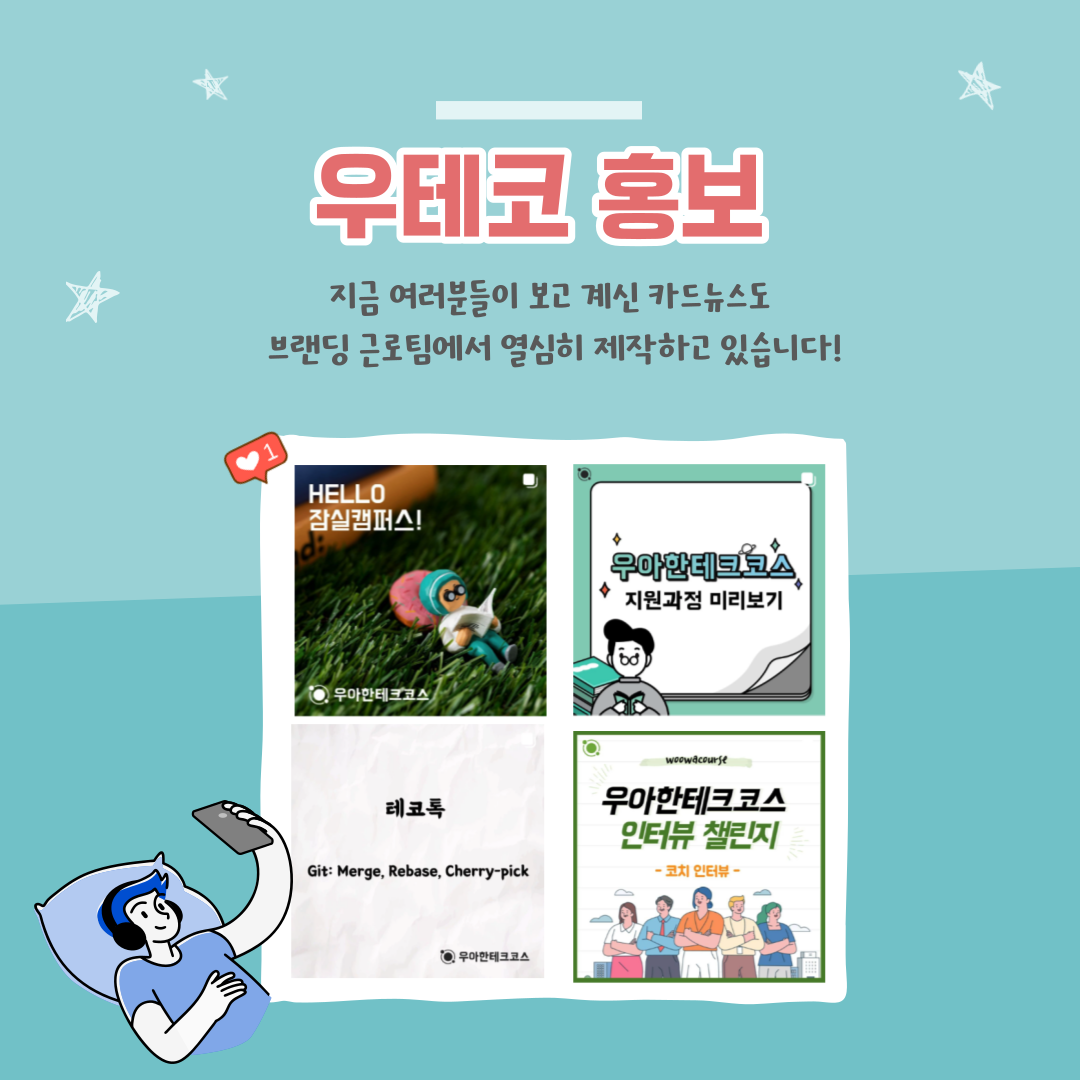 우테코 홍보
지금 여러분들이 보고 계신 카드뉴스도
브랜딩 근로팀에서 열심히 제작하고 있습니다!
1
HELLO
잠실캠퍼스!
d:
우아한테크코스
우아한테크코스
지원과정 미리보기
테코톡
Git: Merge, Rebase, Cherry-pick
우아한테크코스
woowacourse
우아한테크코스
인터뷰 챌린지
- 코치 인터뷰 -